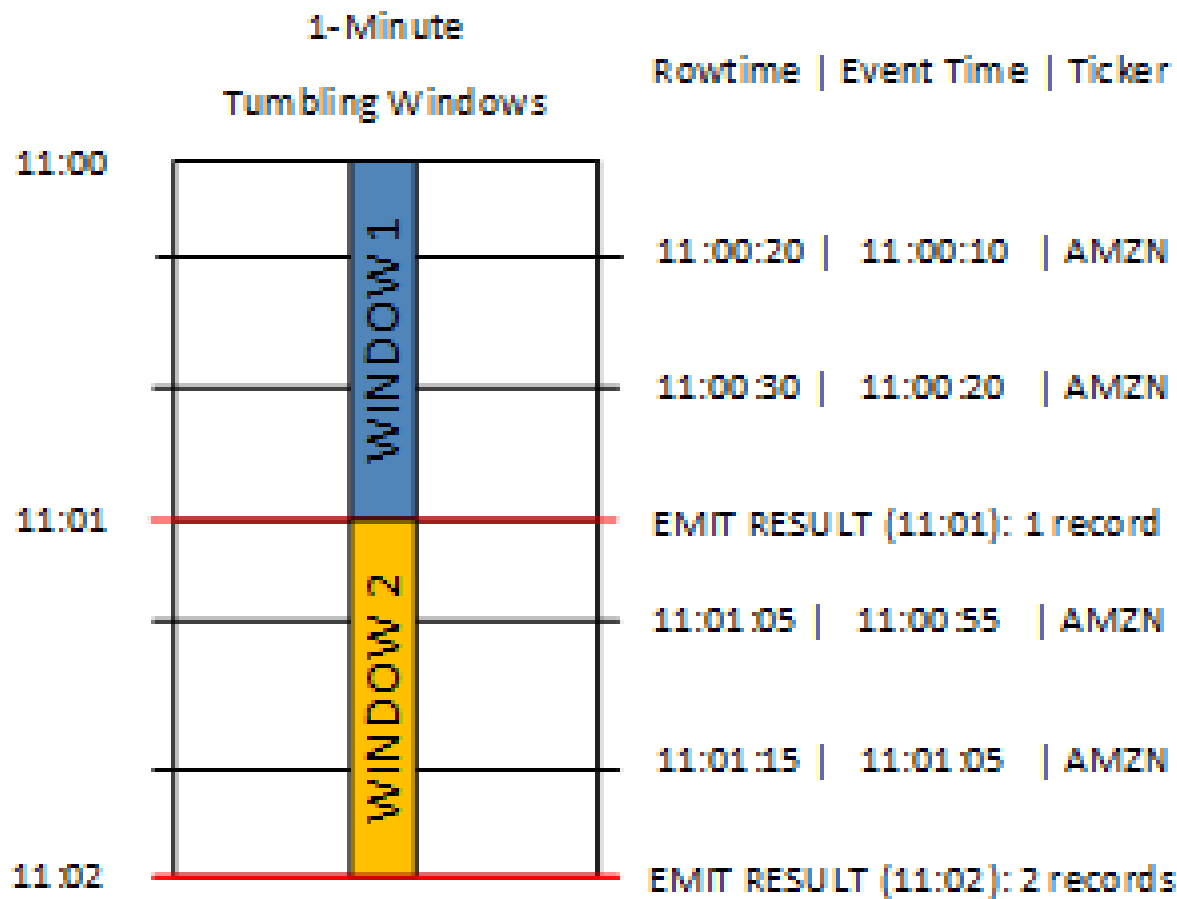 1-Minute
Tumbling Windows
Rowtime | Event Time | Ticker
11:00
WINDOW 1
11:00:20 | 11:00:10 | AMZN
11:00:30 | 11:00:20 | AMZN
11:01
EMIT RESULT (11:01): 1 record
WINDOW 2
11:01:05 | 11:00:55 | AMZN
11:01:15 | 11:01:05 | AMZN
11:02
EMIT RESULT (11:02): 2 records